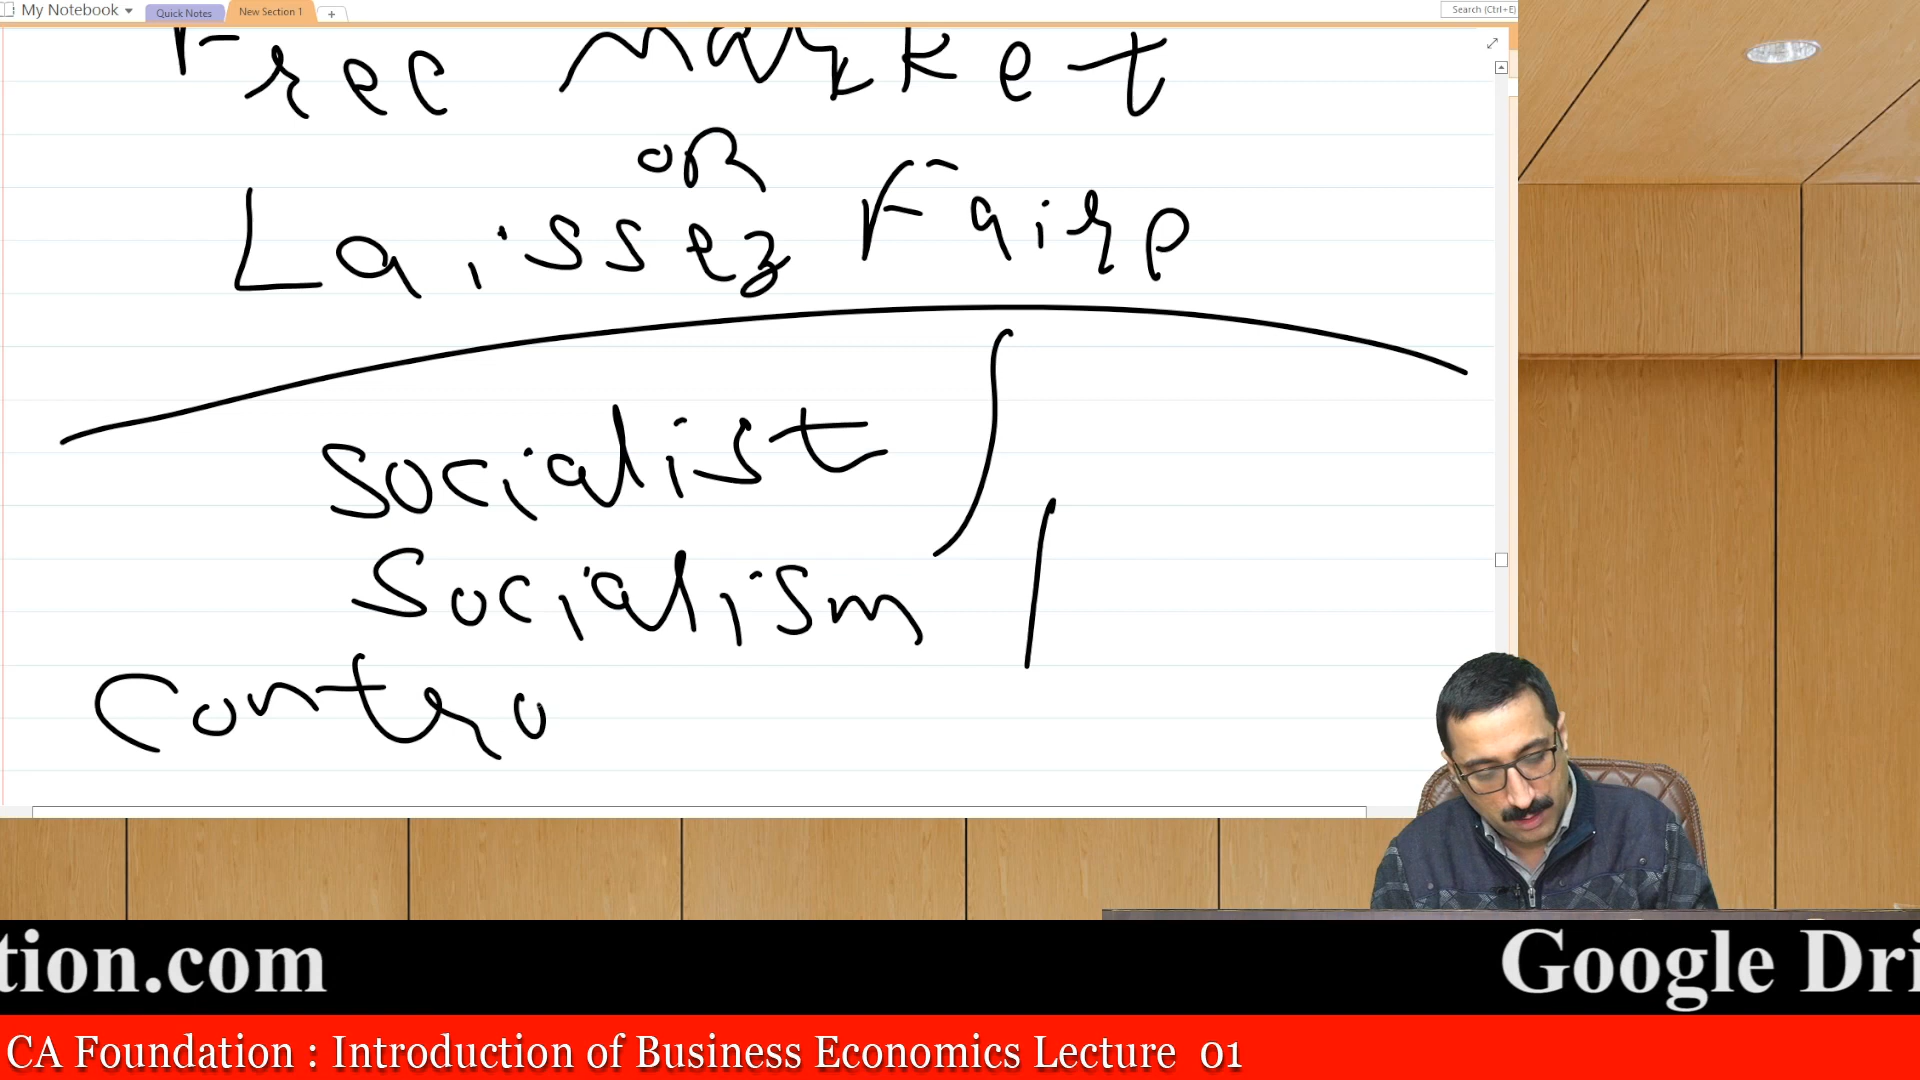 My Notebook
Quick Notes
New Section 1
+
Search (Ctrl+E)
Free Market
OR
Laissez Faire
Socialist
Socialism
Contro
tion.com
Google Dri
CA Foundation : Introduction of Business Economics Lecture 01